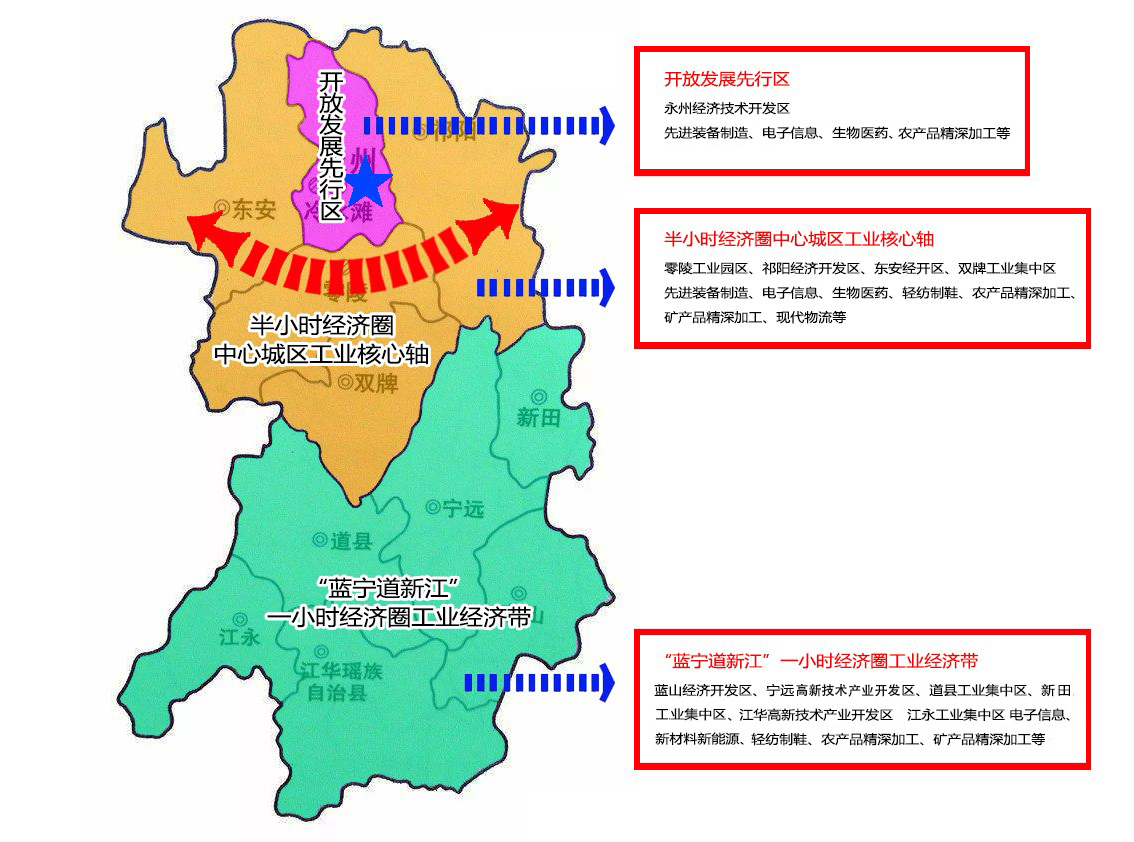 开放发展先行区
祁阳
州
冷水滩
东安
零陵
半小时经济圈
中心城区工业核心轴
双牌
新田
宁远
道县
“蓝宁道新江”
一小时经济圈工业经济带
山
江永
江华瑶族
自治县
开放发展先行区
永州经济技术开发区
先进装备制造、电子信息、生物医药、农产品精深加工等
半小时经济圈中心城区工业核心轴
零陵工业园区、祁阳经济开发区、东安经开区、双牌工业集中区
先进装备制造、电子信息、生物医药、轻纺制鞋、农产品精深加工、
矿产品精深加工、现代物流等
“蓝宁道新江”一小时经济圈工业经济带
蓝山经济开发区、宁远高新技术产业开发区、道县工业集中区、新田
工业集中区、江华高新技术产业开发区 江永工业集中区 电子信息、
新材料新能源、轻纺制鞋、农产品精深加工、矿产品精深加工等